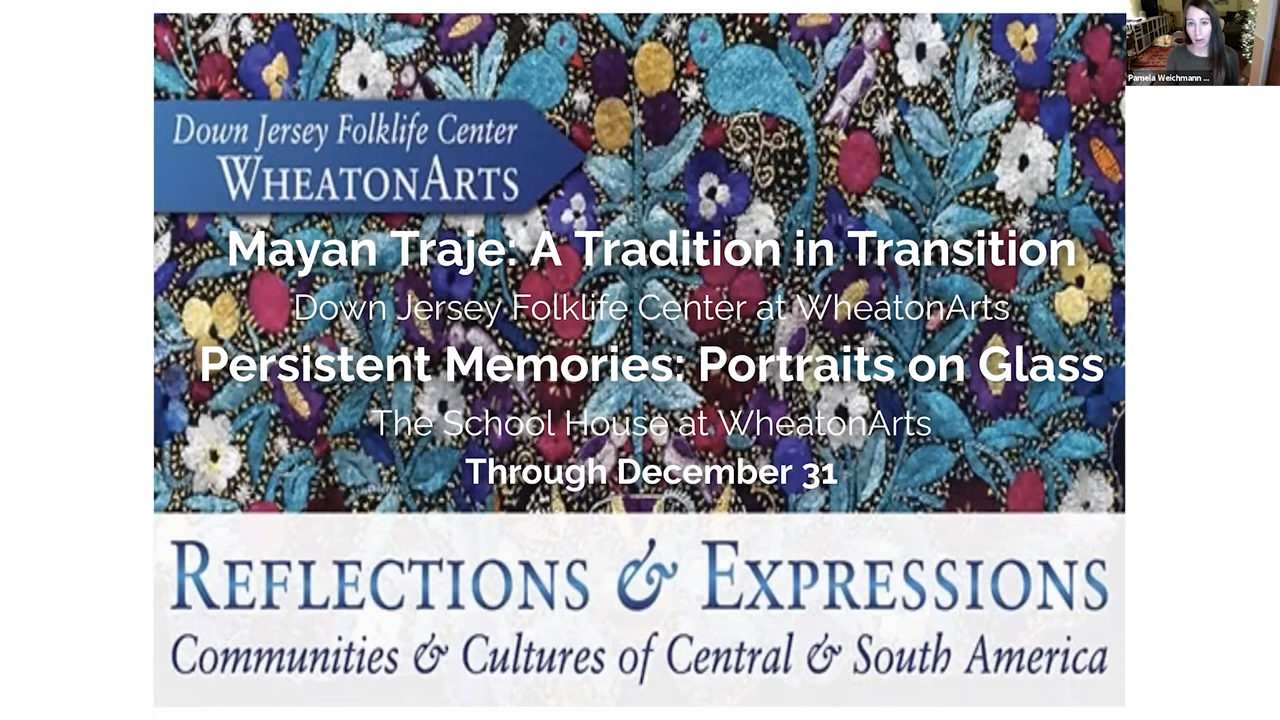 Pamela Weichmann ...
Down Jersey Folklife Center
WHEATONARTS
Mayan Traje: A Tradition in Transition
Down Jersey Folklife Center at WheatonArts
Persistent Memories: Portraits on Glass
The School House at WheatonArts
Through December 31
REFLECTIONS & EXPRESSIONS
Communities & Cultures of Central & South America